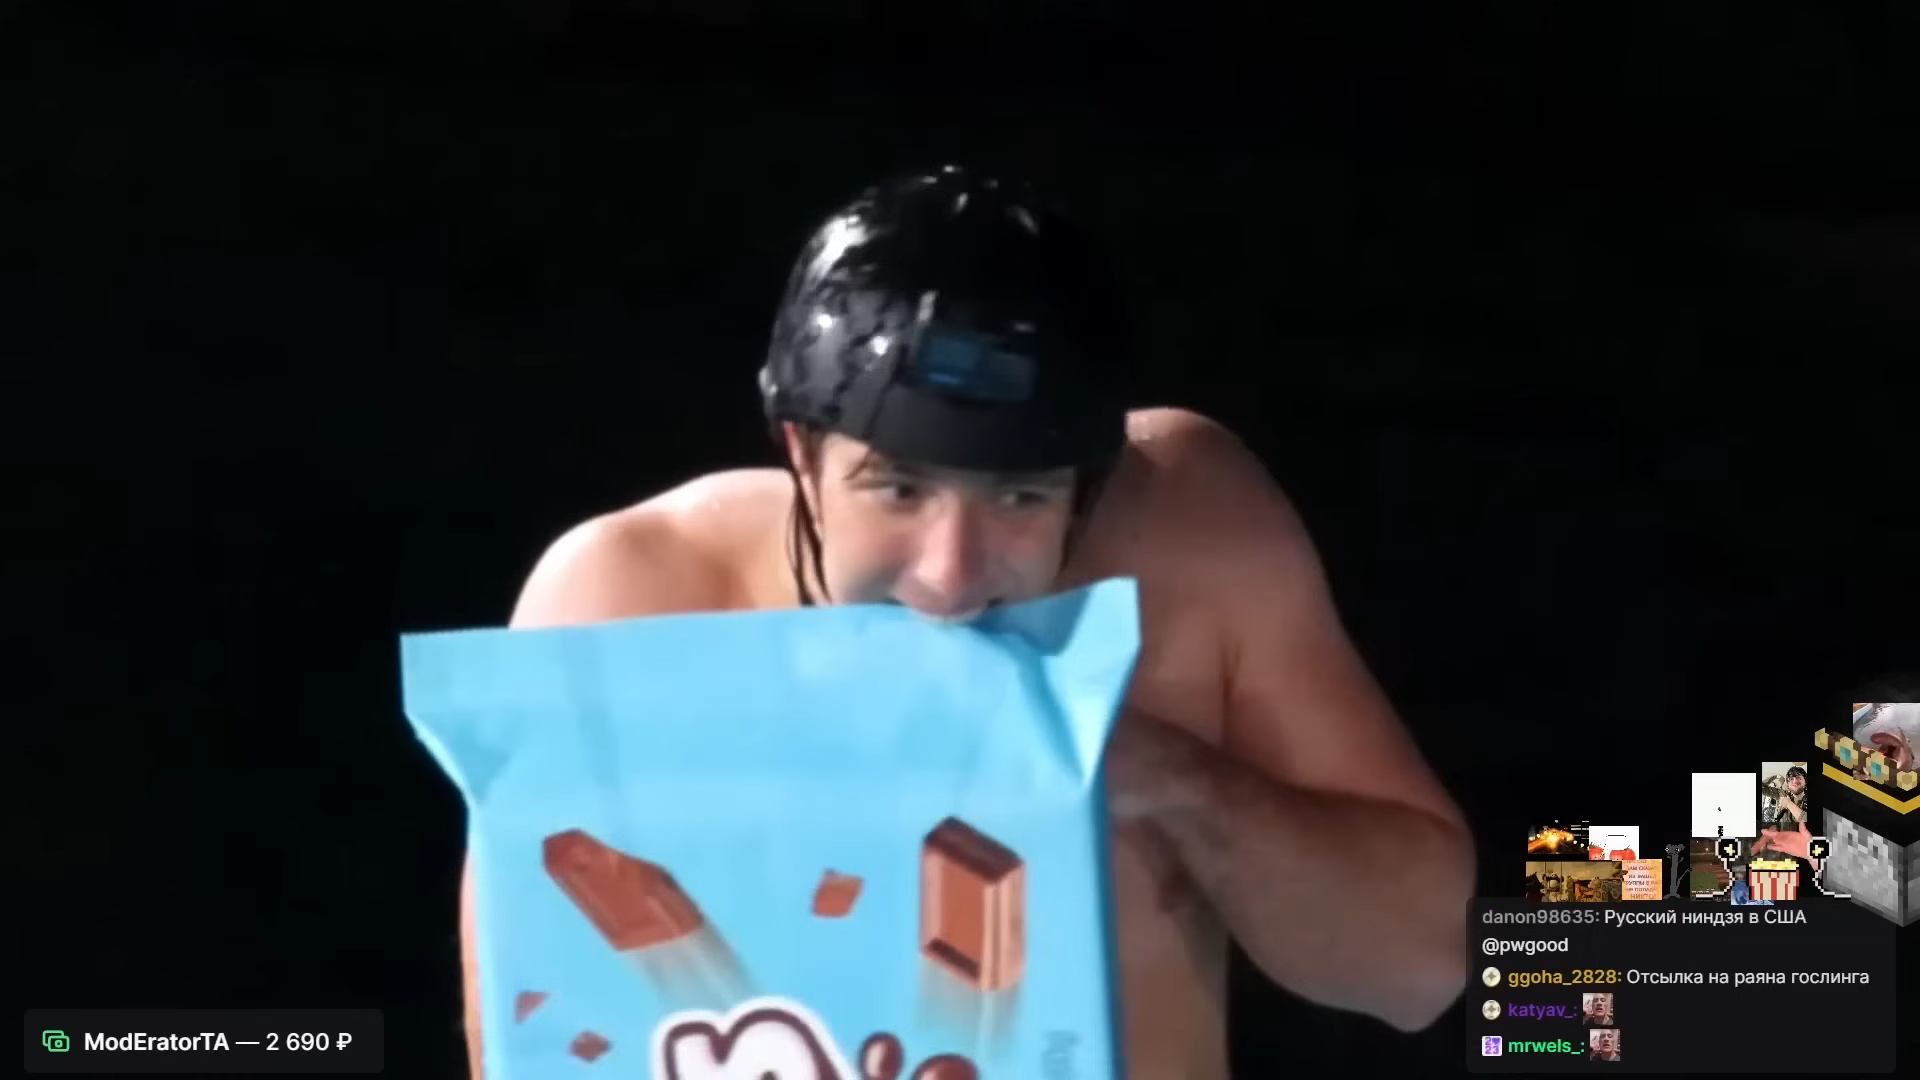 danon98635: Русский ниндзя в США
@pwgood
ggoha_2828: Отсылка на раяна гослинга
katyav_:
mrwels_:
ModEratorTA — 2 690 ₽